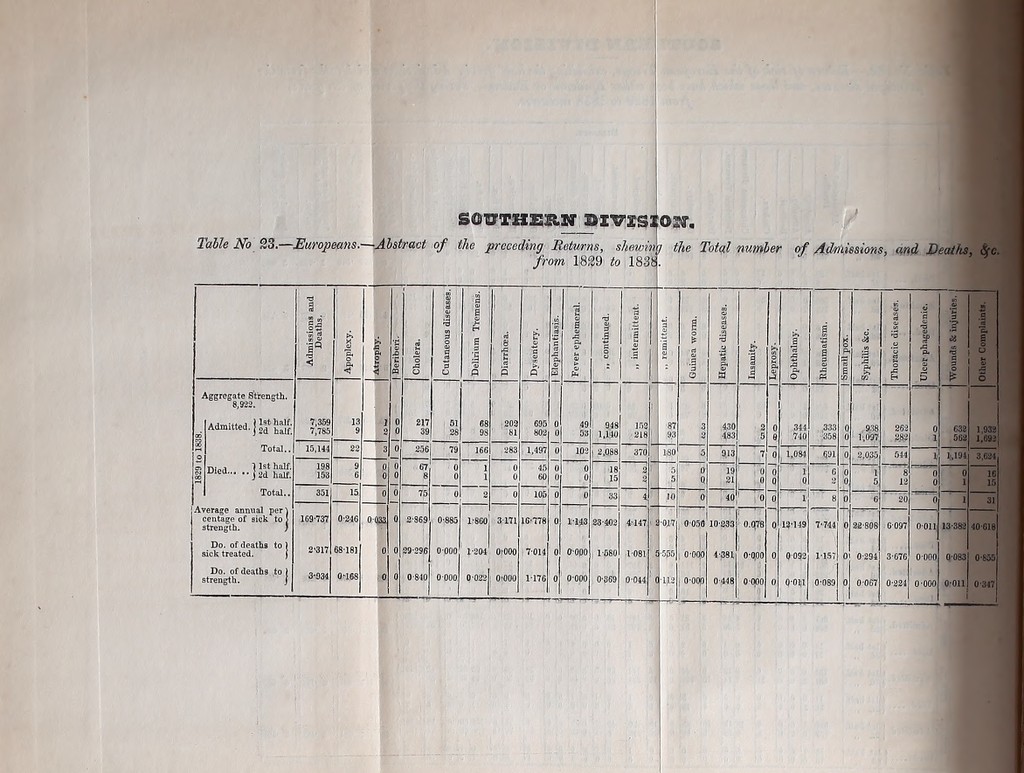 SOUTHERN DIVISION.
Table No 23.—Europeans.—Abstract of the preceding Returns, shewing the Total number of Admissions, and Deaths, &c.
from 1829 to 1838.
Admissions and Deaths. Apoplexy. Atrophy. Beriberi. Cholera. Cutaneous diseases. Delirium Tremens. Diarrhœa. Dysentery. Elephantiasis. Fever ephemeral. „ continued. „ intermittent. „ remittent. Guinea worm. Hepatic diseases. Insanity. Leprosy. Ophthalmy. Rheumatism. Small pox. Syphilis &c. Thoracic diseases. Ulcer phagedenic. Wounds & injuries. Other Complaints.
Aggregate Strength.
8,922.
1829 to 1838.
Admitted. 1st half. 7,359 13 1 0 217 51 68 202 695 0 49 948 152 87 3 430 2 0 344 333 0 938 262 0 632 1,932
2d half. 7,785 9 2 0 39 28 98 81 802 0 53 1,140 218 93 2 483 5 0 740 358 0 1,097 282 1 562 1,692
Total.. 15,144 22 3 0 256 79 166 283 1,497 0 102 2,088 370 180 5 913 7 0 1,084 691 0 2,035 544 1 1,194 3,624
Died..... 1st half. 198 9 0 0 67 0 1 0 45 0 0 18 2 5 0 19 0 0 1 6 0 1 8 0 0 16
2d half. 153 6 0 0 8 0 1 0 60 0 0 15 2 5 0 21 0 0 0 2 0 5 12 0 1 15
Total.. 351 15 0 0 75 0 2 0 105 0 0 33 4 10 0 40 0 0 1 8 0 6 20 0 1 31
Average annual per centage of sick to strength. 169·737 0·246 0·033 0 2·869 0·885 1·860 3·171 16·778 0 1·143 23·402 4·147 2·017 0·056 10·233 0.078 0 12·149 7·744 0 22·808 6·097 0·011 13·382 40·618
Do. of deaths to sick treated. 2·317 68·181 0 0 29·296 0·000 1·204 0·000 7·014 0 0·000 1·580 1·081 5·555 0·000 4·381 0·000 0 0·092 1·157 0 0·294 3·676 0·000 0·083 0·855
Do. of deaths to strength. 3·934 0·168 0 0 0·840 0·000 0·022 0·000 1·176 0 0·000 0·369 0·044 0·112 0·000 0·448 0·000 0 0·011 0·089 0 0·067 0·224 0·000 0·011 0·347